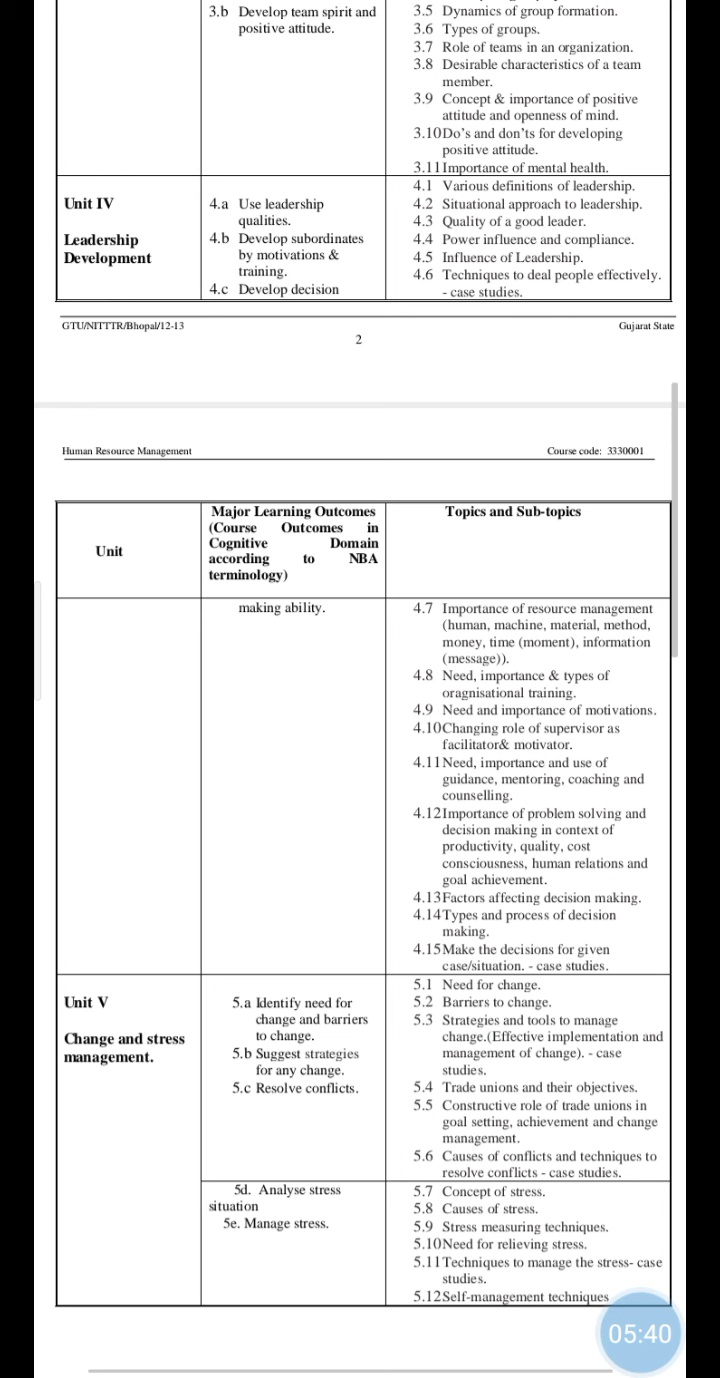 3.b Develop team spirit and
positive attitude.
3.5 Dynamics of group formation.
3.6 Types of groups.
3.7 Role of teams in an organization.
3.8 Desirable characteristics of a team
member.
3.9 Concept & importance of positive
attitude and openness of mind.
3.10Do's and don'ts for developing
positive attitude.
3.11Importance of mental health.
Unit IV
Leadership
Development
4.a Use leadership
qualities.
4.b Develop subordinates
by motivations &
training.
4.c Develop decision
4.1 Various definitions of leadership.
4.2 Situational approach to leadership.
4.3 Quality of a good leader.
4.4 Power influence and compliance.
4.5 Influence of Leadership.
4.6 Techniques to deal people effectively.
- case studies.
GTU/NITTTR/Bhopal/12-13
Gujarat State
2
Human Resource Management
Course code: 3330001
Unit
Major Learning Outcomes
(Course Outcomes in
Cognitive Domain
according to NBA
terminology)
Topics and Sub-topics
making ability.
4.7 Importance of resource management
(human, machine, material, method,
money, time (moment), information
(message)).
4.8 Need, importance & types of
oragnisational training.
4.9 Need and importance of motivations.
4.10Changing role of supervisor as
facilitator& motivator.
4.11Need, importance and use of
guidance, mentoring, coaching and
counselling.
4.12Importance of problem solving and
decision making in context of
productivity, quality, cost
consciousness, human relations and
goal achievement.
4.13Factors affecting decision making.
4.14Types and process of decision
making.
4.15Make the decisions for given
case/situation. - case studies.
Unit V
Change and stress
management.
5.a Identify need for
change and barriers
to change.
5.b Suggest strategies
for any change.
5.c Resolve conflicts.
5.1 Need for change.
5.2 Barriers to change.
5.3 Strategies and tools to manage
change.(Effective implementation and
management of change). - case
studies.
5.4 Trade unions and their objectives.
5.5 Constructive role of trade unions in
goal setting, achievement and change
management.
5.6 Causes of conflicts and techniques to
resolve conflicts - case studies.
5d. Analyse stress
situation
5e. Manage stress.
5.7 Concept of stress.
5.8 Causes of stress.
5.9 Stress measuring techniques.
5.10Need for relieving stress.
5.11Techniques to manage the stress- case
studies.
5.12Self-management techniques
05:40